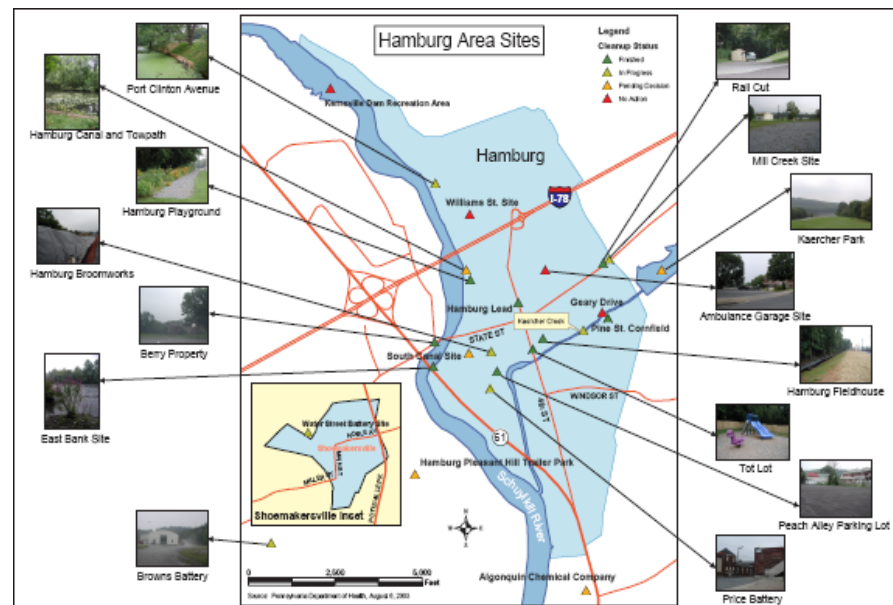 Hamburg Area Sites
Legend
Cleanup Status
Finished
In Progress
Pending Decision
No Action
Port Clinton Avenue
Hamburg Canal and Towpath
Hamburg Playground
Hamburg Broomworks
Berry Property
East Bank Site
Browns Battery
Kernsville Dam Recreation Area
Hamburg
I-78
Williams St. Site
Hamburg Lead
Geary Drive
Kaercher Creek
Pine St. Cornfield
STATE ST
South Canal Site
WINDSOR ST
4th ST
61
Hamburg Pleasant Hill Trailer Park
Schuylkill River
Algonquin Chemical Company
Water Street Battery Site
NOBLE
Shoemakersville
MAIN ST
Shoemakersville Inset
0 2,500 5,000
Feet
Source: Pennsylvania Department of Health, August 6, 2003
Rail Cut
Mill Creek Site
Kaercher Park
Ambulance Garage Site
Hamburg Fieldhouse
Tot Lot
Peach Alley Parking Lot
Price Battery